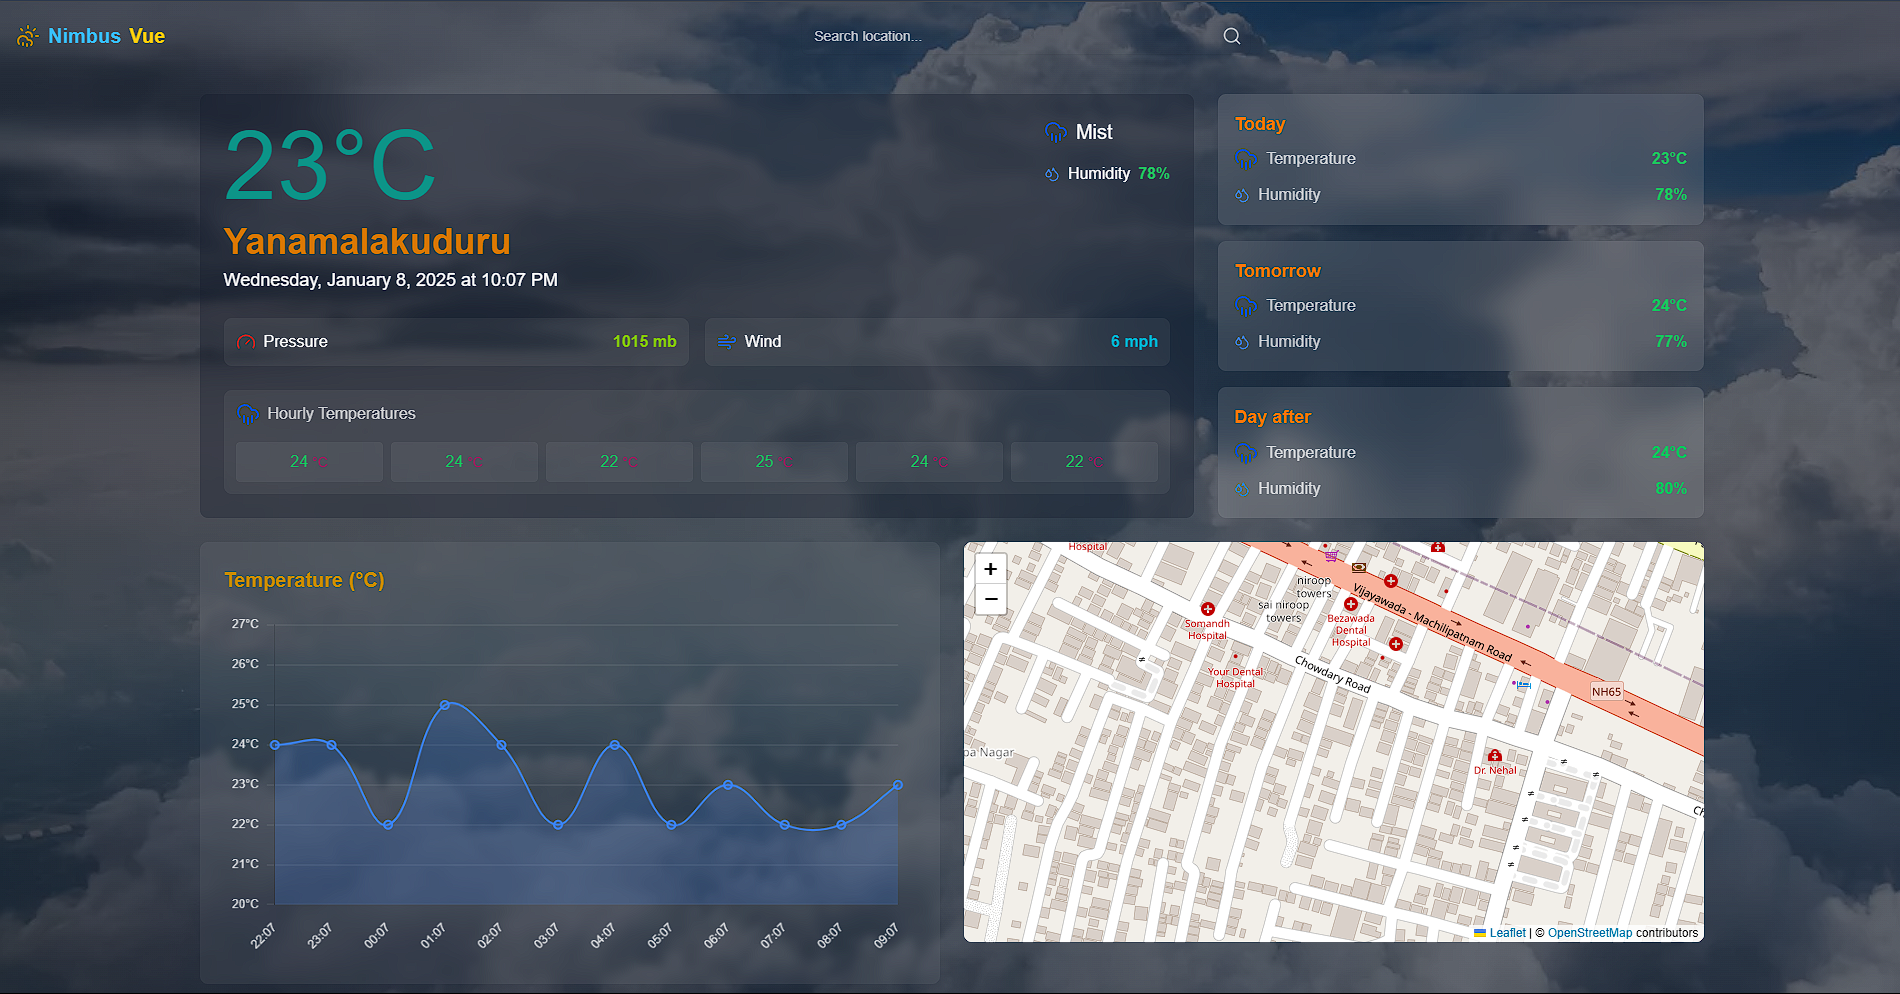 Nimbus Vue
Search location...
23°C
Yanamalakuduru
Wednesday, January 8, 2025 at 10:07 PM
Mist
Humidity 78%
Pressure 1015 mb
Wind 6 mph
Hourly Temperatures
24 °C 24 °C 22 °C 25 °C 24 °C 22 °C
Today
Temperature 23°C
Humidity 78%
Tomorrow
Temperature 24°C
Humidity 77%
Day after
Temperature 24°C
Humidity 80%
Temperature (°C)
27°C
26°C
25°C
24°C
23°C
22°C
21°C
20°C
22:07 23:07 00:07 01:07 02:07 03:07 04:07 05:07 06:07 07:07 08:07 09:07
+
−
Hospital
niroop
towers
sai niroop
towers
Somandh
Hospital
Bezawada
Dental
Hospital
Your Dental
Hospital
Vijayawada - Machilipatnam Road
Chowdary Road
NH65
pa Nagar
Dr. Nehal
Leaflet | © OpenStreetMap contributors